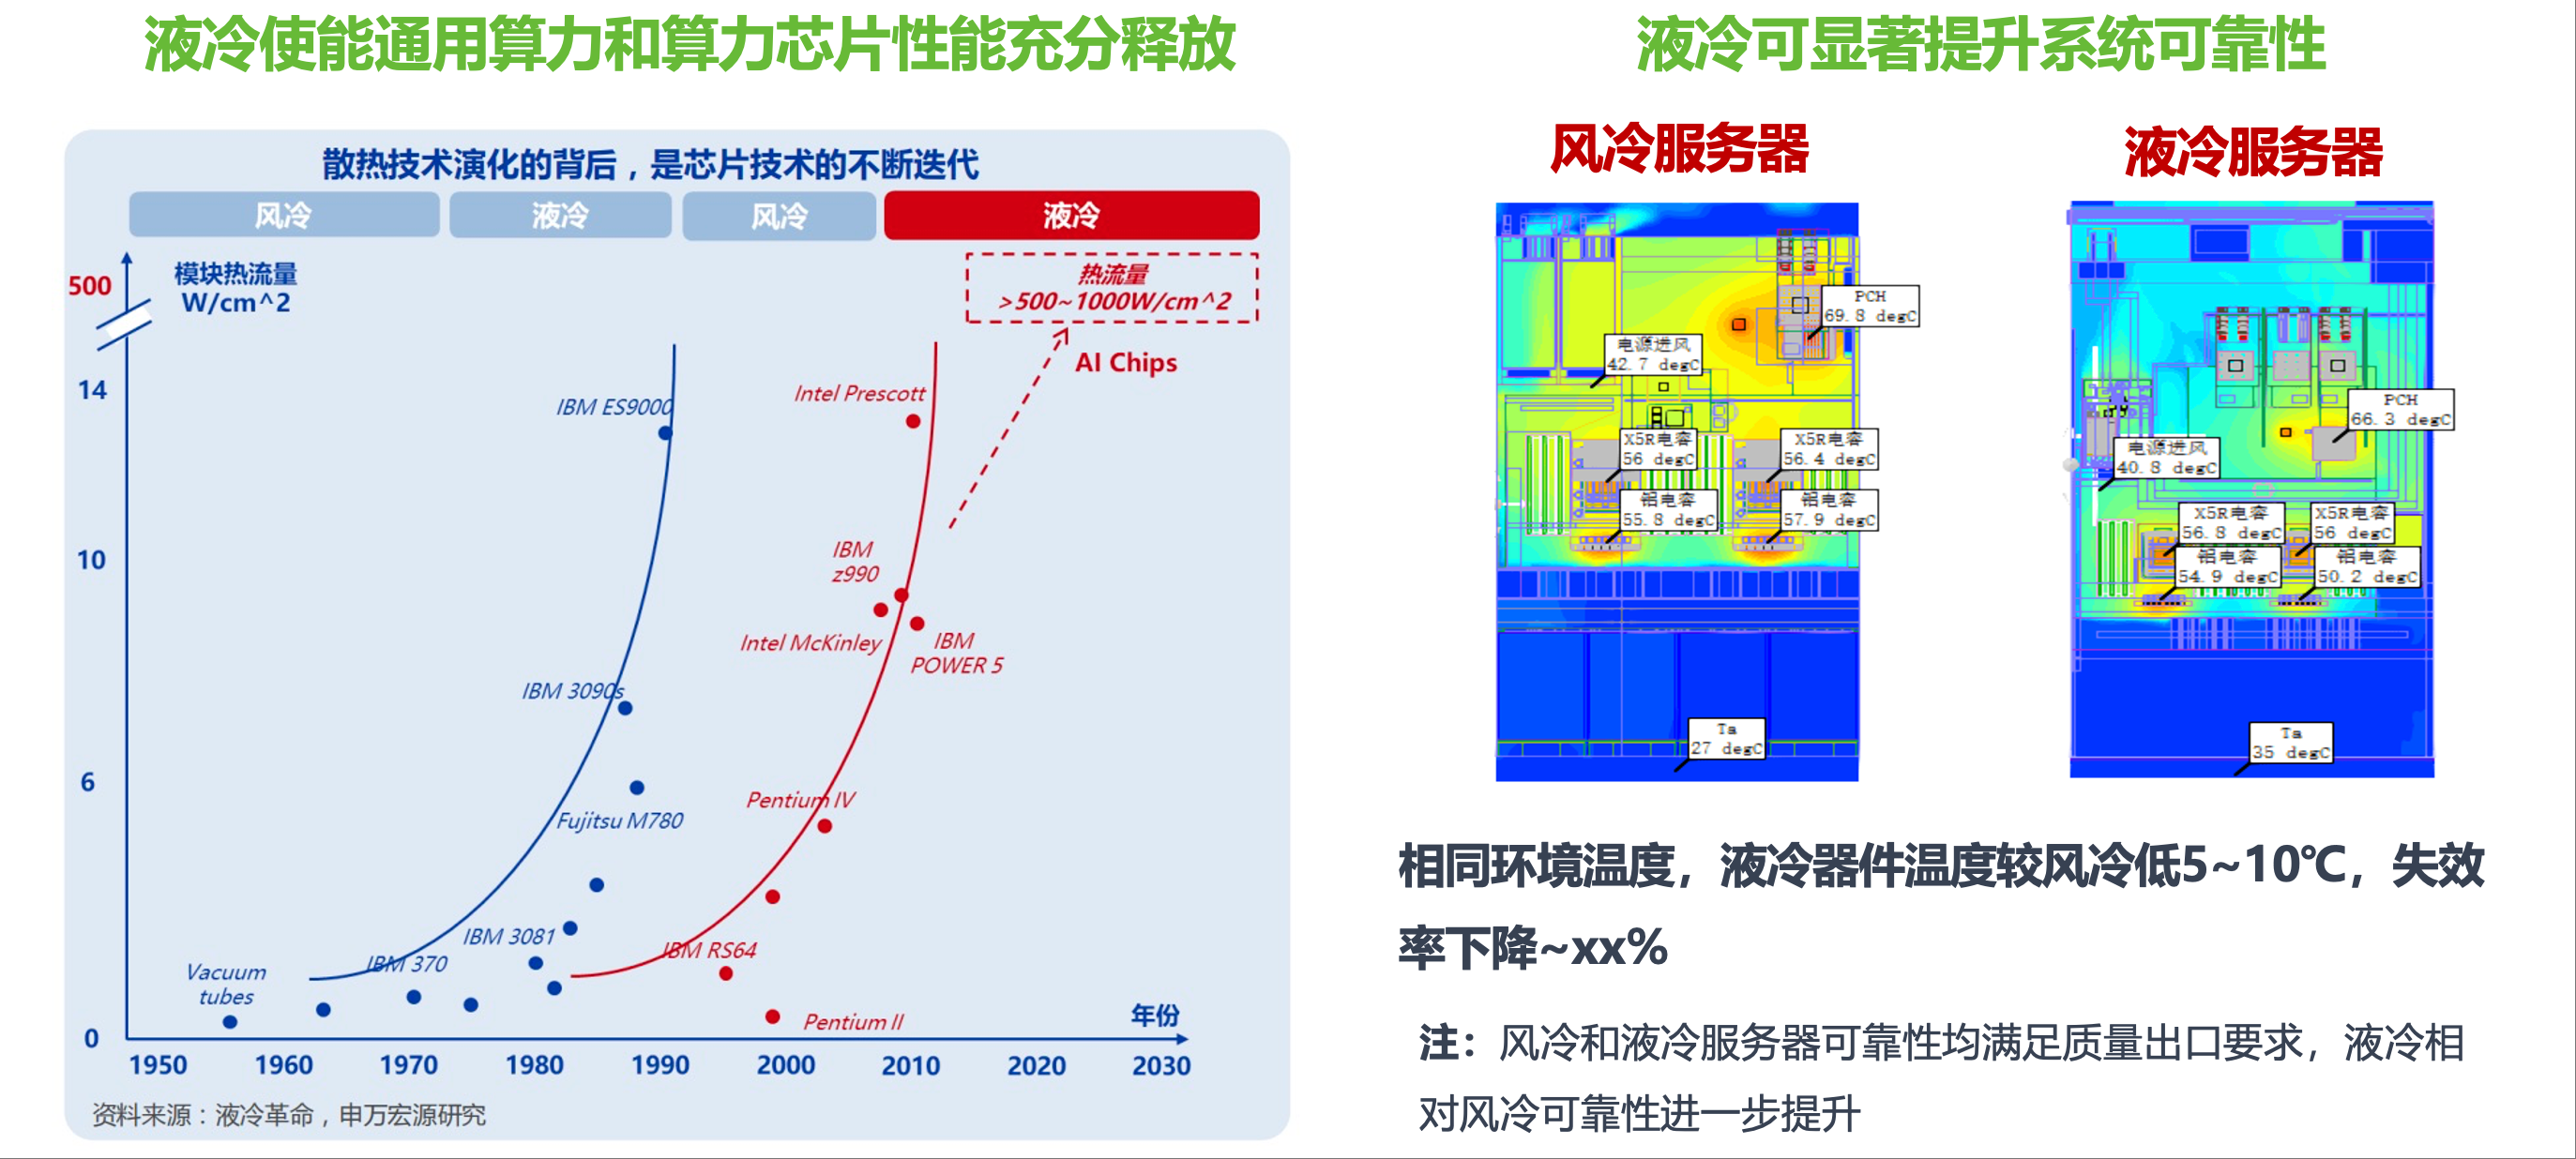 液冷使能通用算力和算力芯片性能充分释放
散热技术演化的背后，是芯片技术的不断迭代
风冷
液冷
风冷
液冷
500
模块热流量
W/cm^2
热流量
>500~1000W/cm^2
AI Chips
14
10
6
0
IBM ES9000
Intel Prescott
IBM
z990
Intel McKinley
IBM
POWER 5
IBM 3090s
Pentium IV
Fujitsu M780
IBM 3081
IBM RS64
IBM 370
Vacuum
tubes
Pentium II
年份
1950 1960 1970 1980 1990 2000 2010 2020 2030
资料来源：液冷革命，申万宏源研究
液冷可显著提升系统可靠性
风冷服务器
PCH
69.8 degC
电源进风
42.7 degC
X5R电容
56 degC
X5R电容
56.4 degC
铝电容
55.8 degC
铝电容
57.9 degC
Ta
27 degC
液冷服务器
PCH
66.3 degC
电源进风
40.8 degC
X5R电容
56.8 degC
X5R电容
56 degC
铝电容
54.9 degC
铝电容
50.2 degC
Ta
35 degC
相同环境温度，液冷器件温度较风冷低5~10℃，失效
率下降~xx%
注：风冷和液冷服务器可靠性均满足质量出口要求，液冷相
对风冷可靠性进一步提升